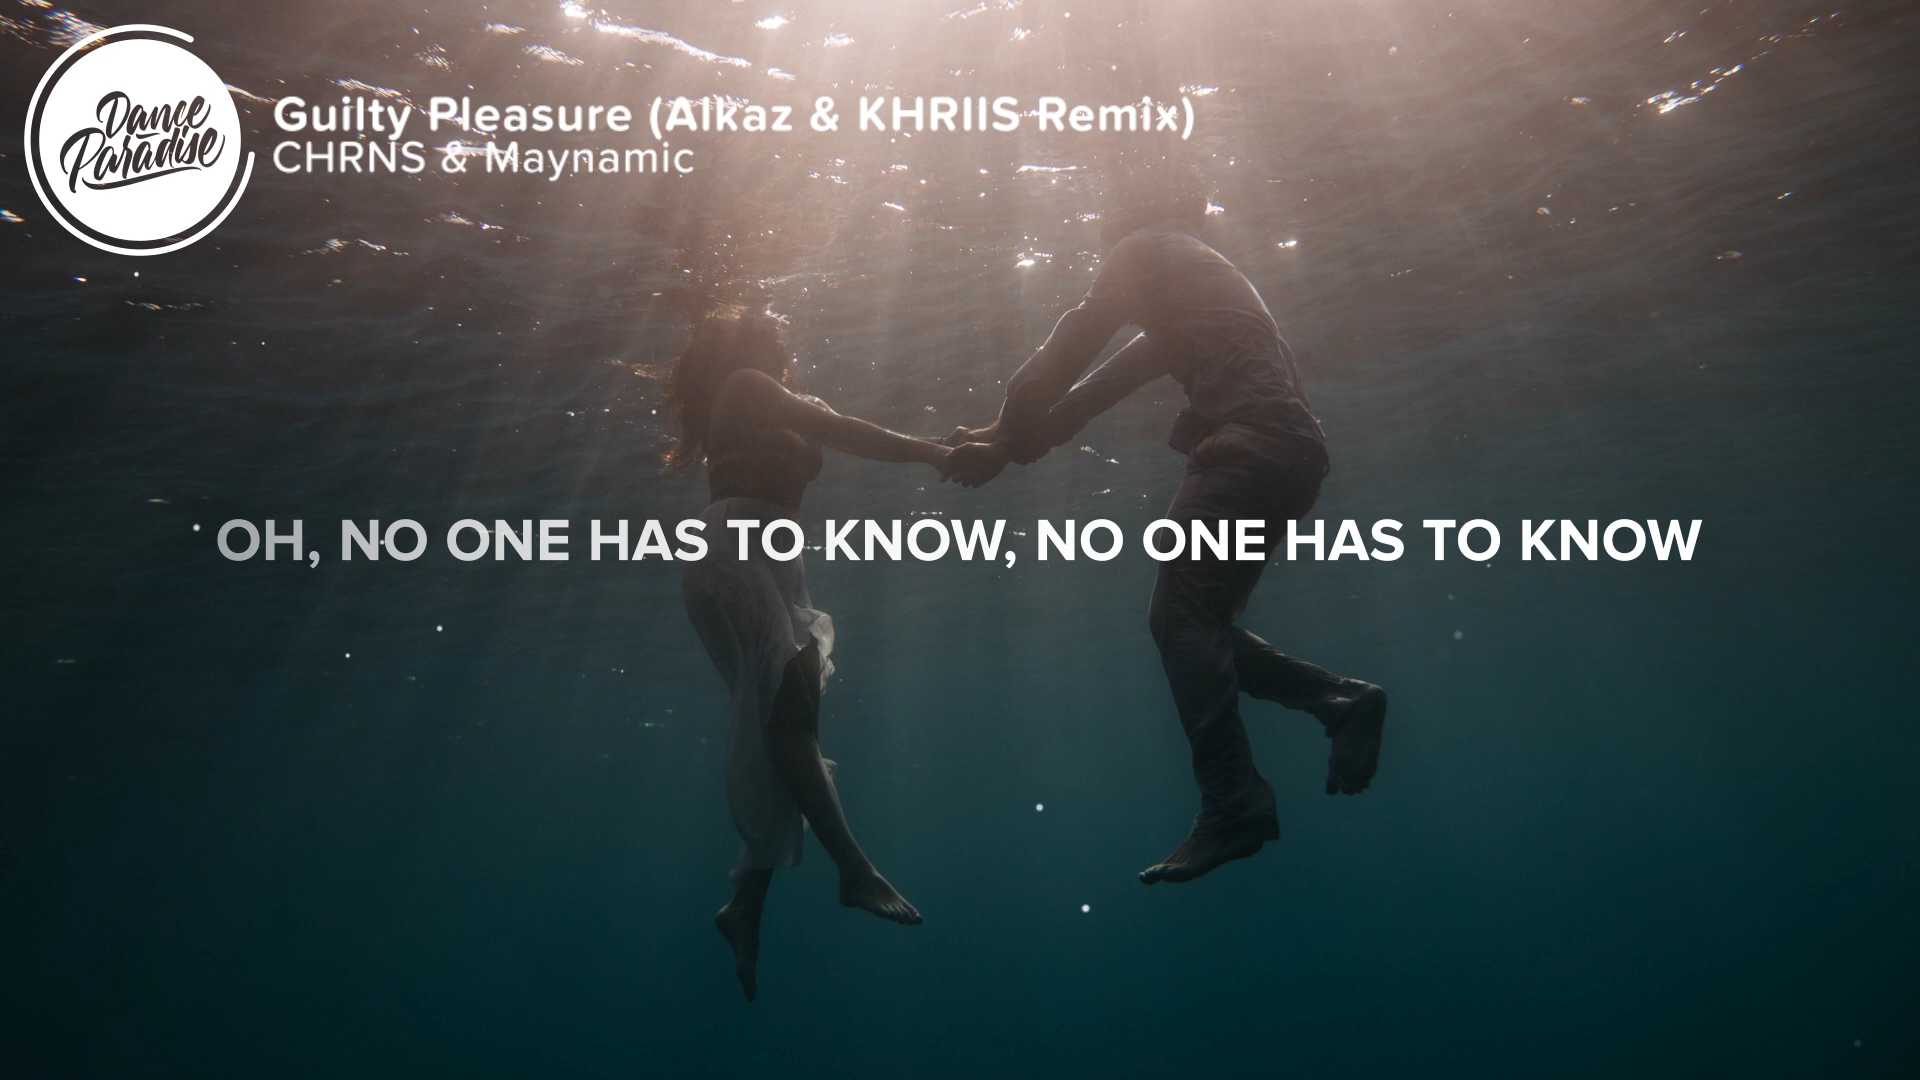 Dance
Paradise
Guilty Pleasure (Alkaz & KHRIIS Remix)
CHRNS & Maynamic
OH, NO ONE HAS TO KNOW, NO ONE HAS TO KNOW